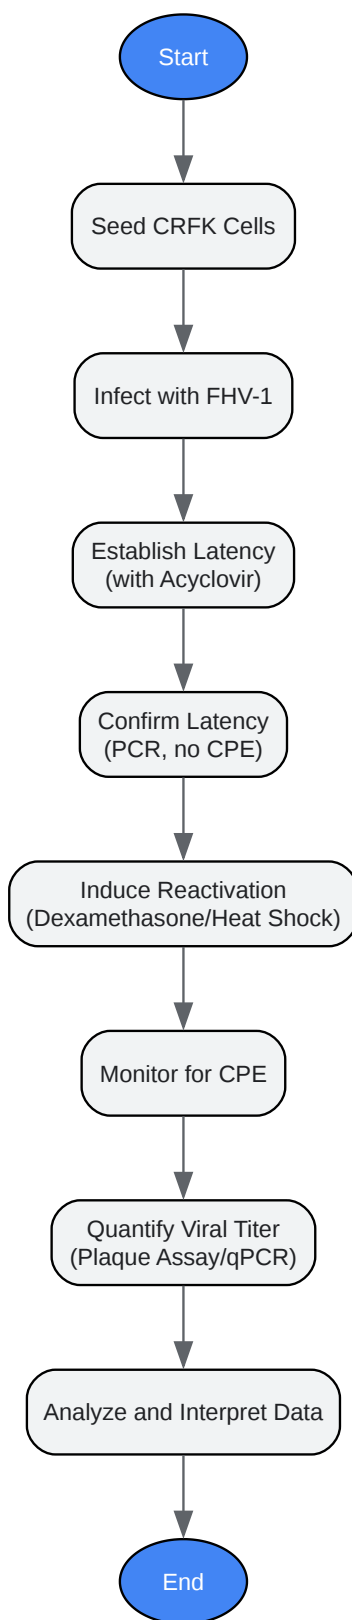 Start
Seed CRFK Cells
Infect with FHV-1
Establish Latency
(with Acyclovir)
Confirm Latency
(PCR, no CPE)
Induce Reactivation
(Dexamethasone/Heat Shock)
Monitor for CPE
Quantify Viral Titer
(Plaque Assay/qPCR)
Analyze and Interpret Data
End